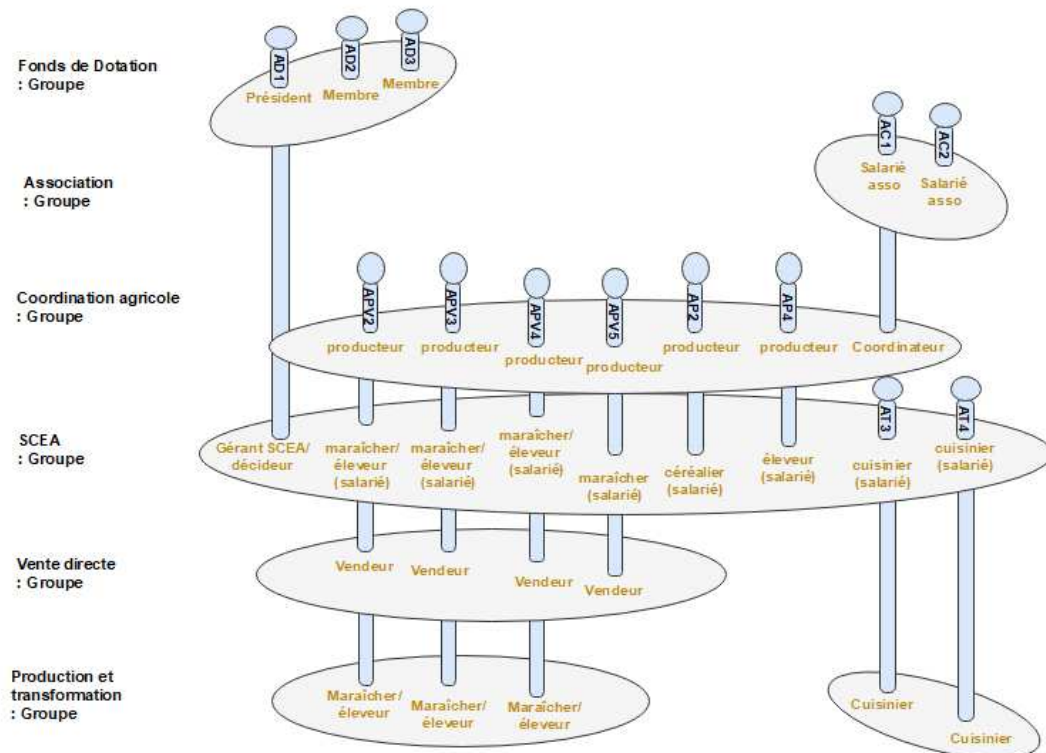 Fonds de Dotation
: Groupe
AD1
AD2
AD3
Président
Membre
Membre
Association
: Groupe
AC1
AC2
Salarié
asso
Salarié
asso
Coordination agricole
: Groupe
APV2
APV3
APV4
APV5
AP2
AP4
producteur
producteur
producteur
producteur
producteur
producteur
Coordinateur
SCEA
: Groupe
AT3
AT4
Gérant SCEA/
décideur
maraîcher/
éleveur
(salarié)
maraîcher/
éleveur
(salarié)
maraîcher/
éleveur
(salarié)
maraîcher
(salarié)
céréalier
(salarié)
éleveur
(salarié)
cuisinier
(salarié)
cuisinier
(salarié)
Vente directe
: Groupe
Vendeur
Vendeur
Vendeur
Vendeur
Production et
transformation
: Groupe
Maraîcher/
éleveur
Maraîcher/
éleveur
Maraîcher/
éleveur
Cuisinier
Cuisinier